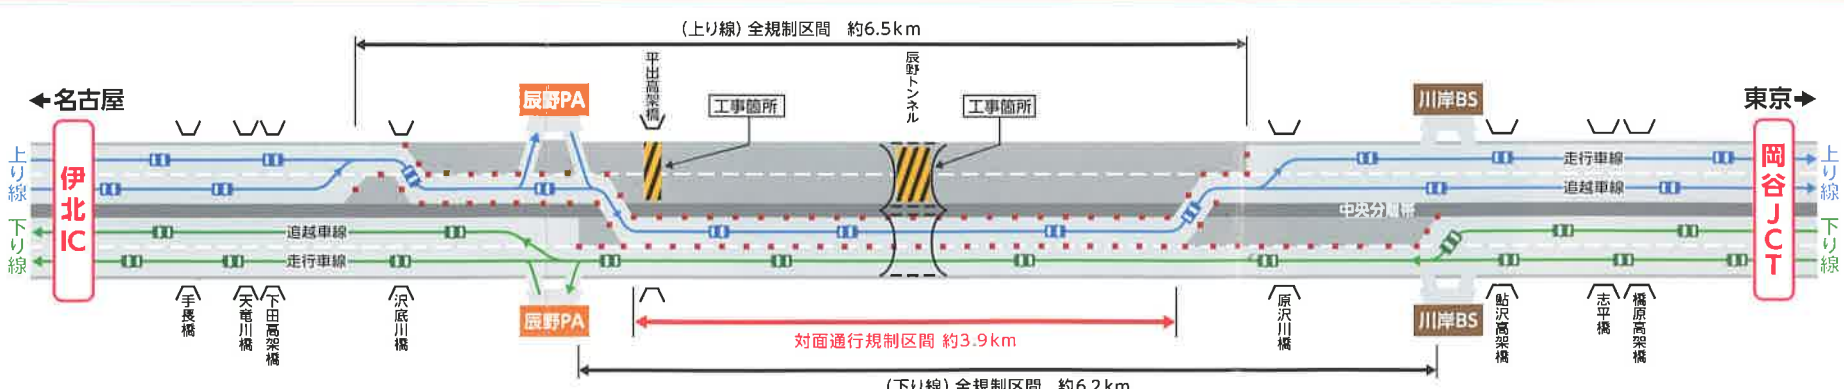 (上り線) 全規制区間 約6.5km
←名古屋
東京→
辰野PA
平出高架橋
工事箇所
辰野トンネル
工事箇所
川岸BS
上り線
下り線
伊北IC
岡谷JCT
上り線
下り線
走行車線
追越車線
中央分離帯
追越車線
走行車線
手長橋
天竜川橋
下田高架橋
沢底川橋
辰野PA
対面通行規制区間 約3.9km
原沢川橋
川岸BS
鮎沢高架橋
志平橋
橋原高架橋
(下り線) 全規制区間 約6.2km